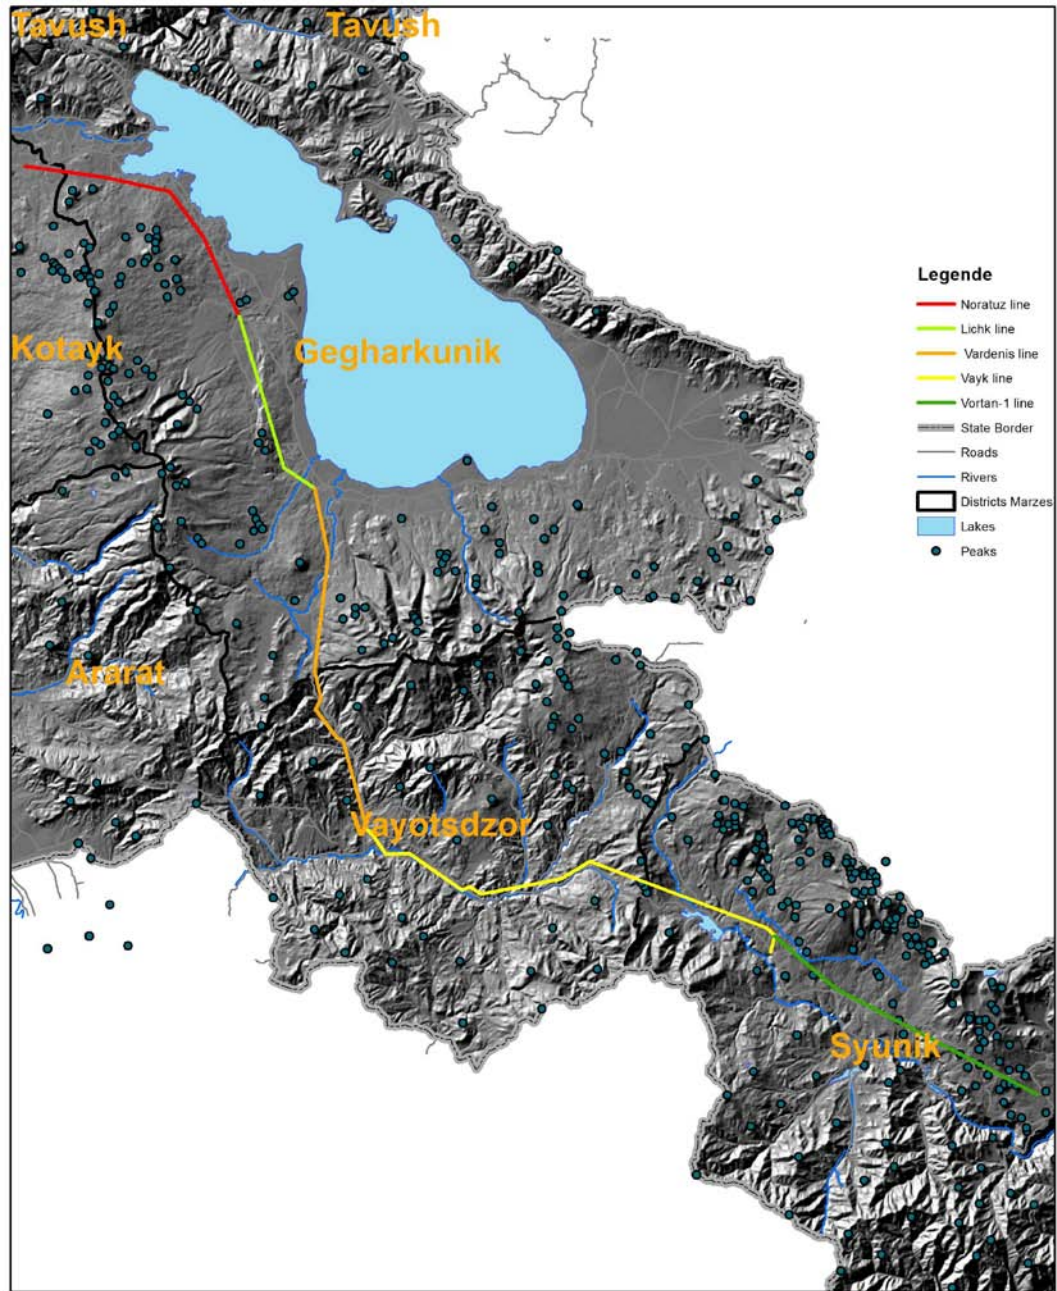 Tavush
Tavush
Kotayk
Gegharkunik
Ararat
Vayotsdzor
Syunik
Legende
Noratuz line
Lichk line
Vardenis line
Vayk line
Vortan-1 line
State Border
Roads
Rivers
Districts Marzes
Lakes
Peaks